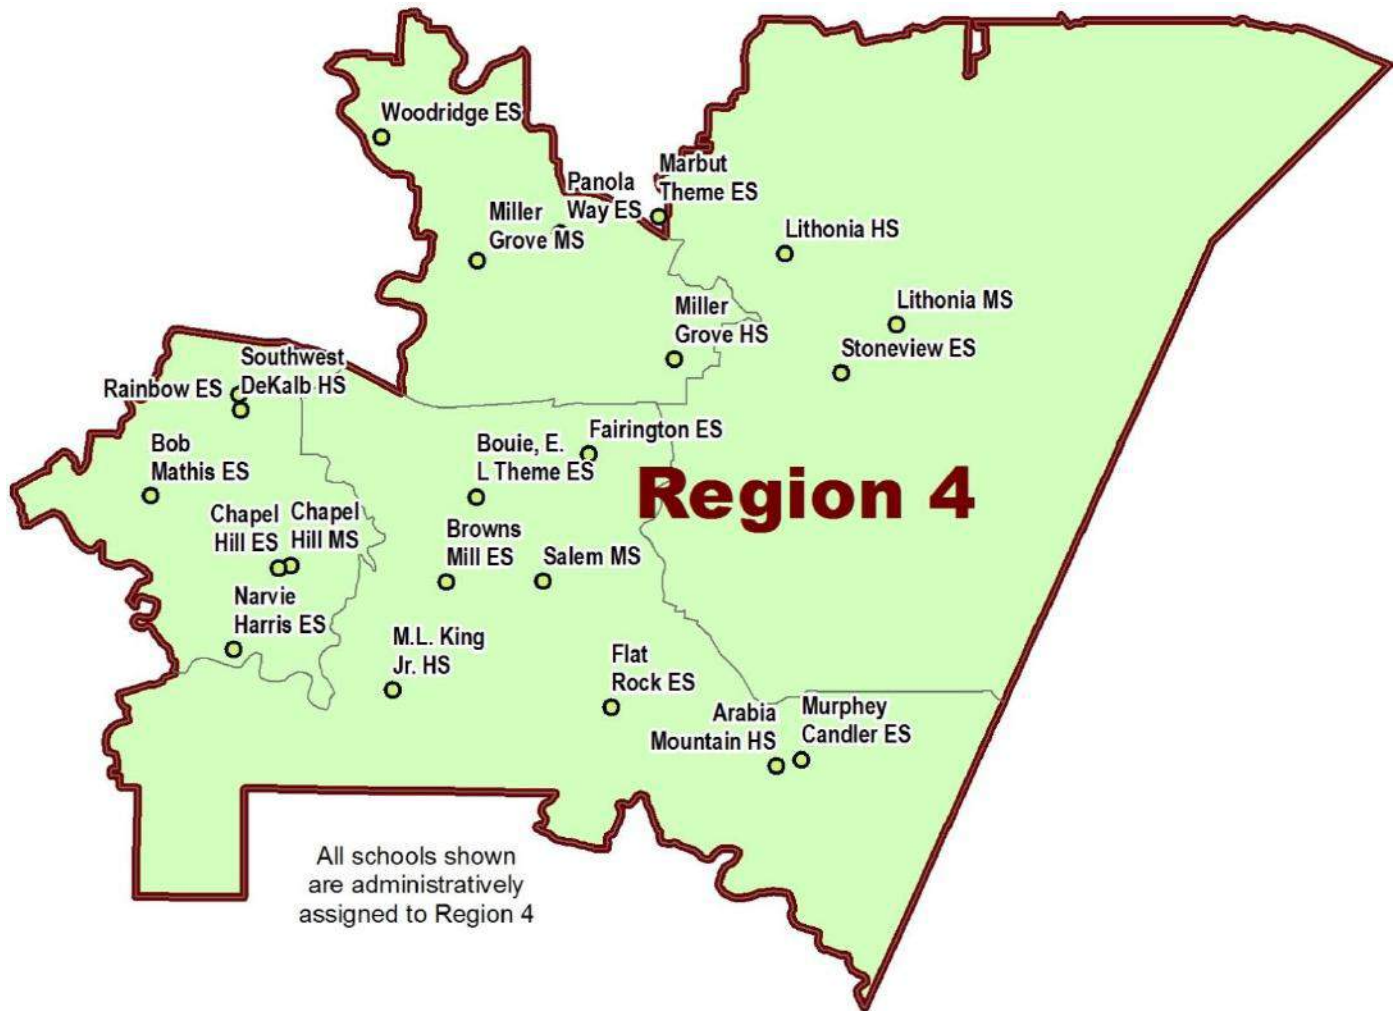 Woodridge ES
Marbut
Theme ES
Panola
Way ES
Miller
Grove MS
Lithonia HS
Lithonia MS
Miller
Grove HS
Stoneview ES
Southwest
DeKalb HS
Rainbow ES
Fairington ES
Bouie, E.
L Theme ES
Bob
Mathis ES
Region 4
Chapel
Hill ES
Chapel
Hill MS
Browns
Mill ES
Salem MS
Narvie
Harris ES
M.L. King
Jr. HS
Flat
Rock ES
Arabia
Mountain HS
Murphey
Candler ES
All schools shown
are administratively
assigned to Region 4